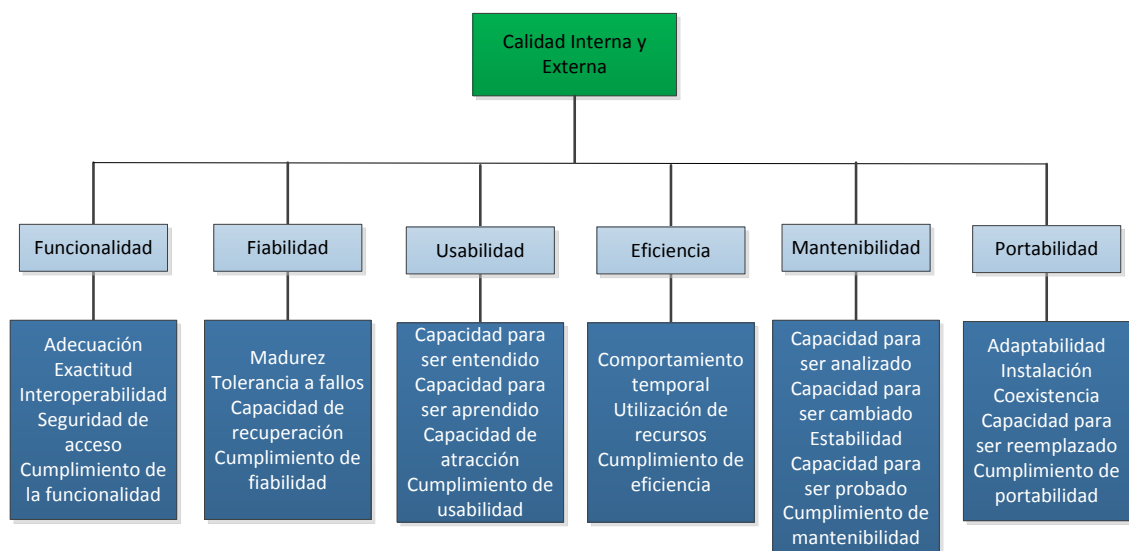 Calidad Interna y
Externa
Funcionalidad
Fiabilidad
Usabilidad
Eficiencia
Mantenibilidad
Portabilidad
Adecuación
Exactitud
Interoperabilidad
Seguridad de
acceso
Cumplimiento de
la funcionalidad
Madurez
Tolerancia a fallos
Capacidad de
recuperación
Cumplimiento de
fiabilidad
Capacidad para
ser entendido
Capacidad para
ser aprendido
Capacidad de
atracción
Cumplimiento de
usabilidad
Comportamiento
temporal
Utilización de
recursos
Cumplimiento de
eficiencia
Capacidad para
ser analizado
Capacidad para
ser cambiado
Estabilidad
Capacidad para
ser probado
Cumplimiento de
mantenibilidad
Adaptabilidad
Instalación
Coexistencia
Capacidad para
ser reemplazado
Cumplimiento de
portabilidad